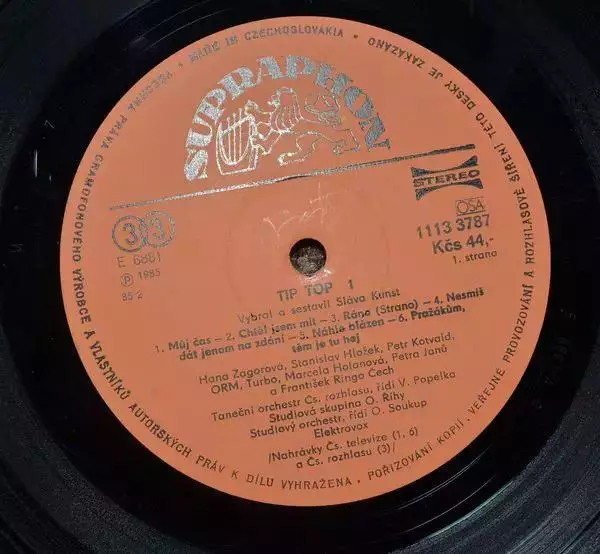 VŠECHNA PRÁVA GRAMOFONOVÉHO VÝROBCE A VLASTNÍKŮ AUTORSKÝCH PRÁV K DÍLU VYHRAŽENA. POŘIZOVÁNÍ KOPIÍ, VEŘEJNÉ PROVOZOVÁNÍ A ROZHLASOVÉ ŠÍŘENÍ TÉTO DESKY JE ZAKÁZÁNO
• MADE IN CZECHOSLOVAKIA •
SUPRAPHON
STEREO
33
OSA
E 6881
1113 3787
Ⓟ 1985
Kčs 44,-
85 2
1. strana
TIP TOP 1
Vybral a sestavil Sláva Kunst
1. Můj čas – 2. Chtěl jsem mít – 3. Rána (Strano) – 4. Nesmíš
dát jenom na zdání – 5. Náhle blázen – 6. Pražákům,
těm je tu hej
Hana Zagorová, Stanislav Hložek, Petr Kotvald,
ORM, Turbo, Marcela Holanová, Petra Janů
a František Ringo Čech
Taneční orchestr Čs. rozhlasu, řídí V. Popelka
Studiová skupina O. Říhy
Studiový orchestr, řídí O. Soukup
Elektrovox
/Nahrávky Čs. televize (1, 6)
a Čs. rozhlasu (3)/